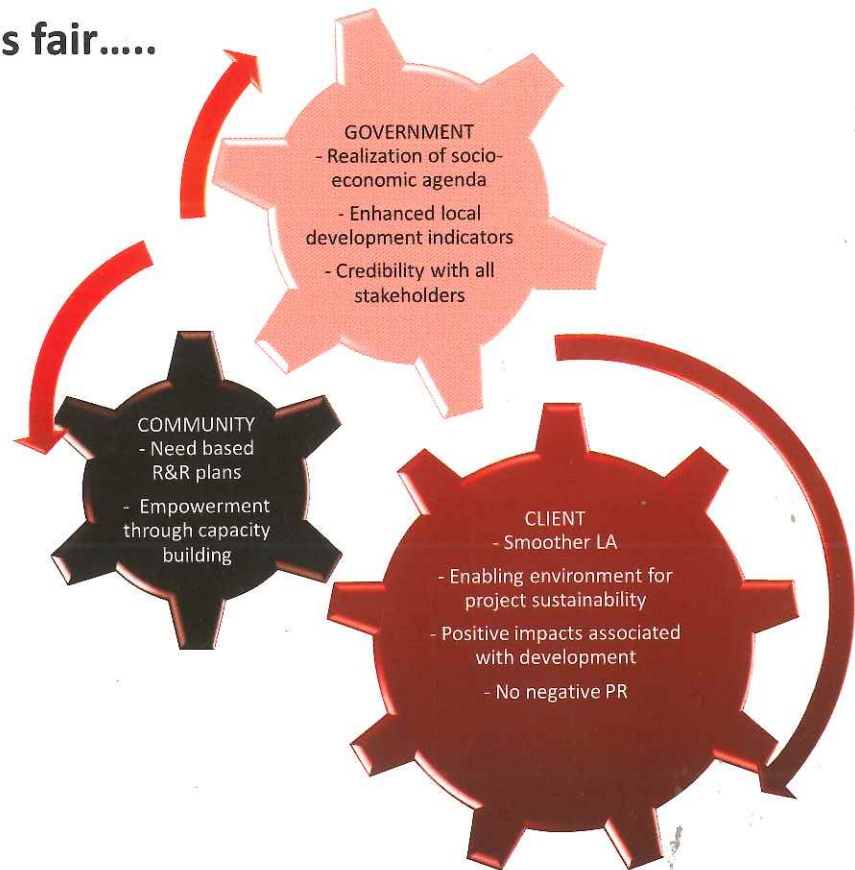 s fair.....
GOVERNMENT
- Realization of socio-
economic agenda
- Enhanced local
development indicators
- Credibility with all
stakeholders
COMMUNITY
- Need based
R&R plans
- Empowerment
through capacity
building
CLIENT
- Smoother LA
- Enabling environment for
project sustainability
- Positive impacts associated
with development
- No negative PR